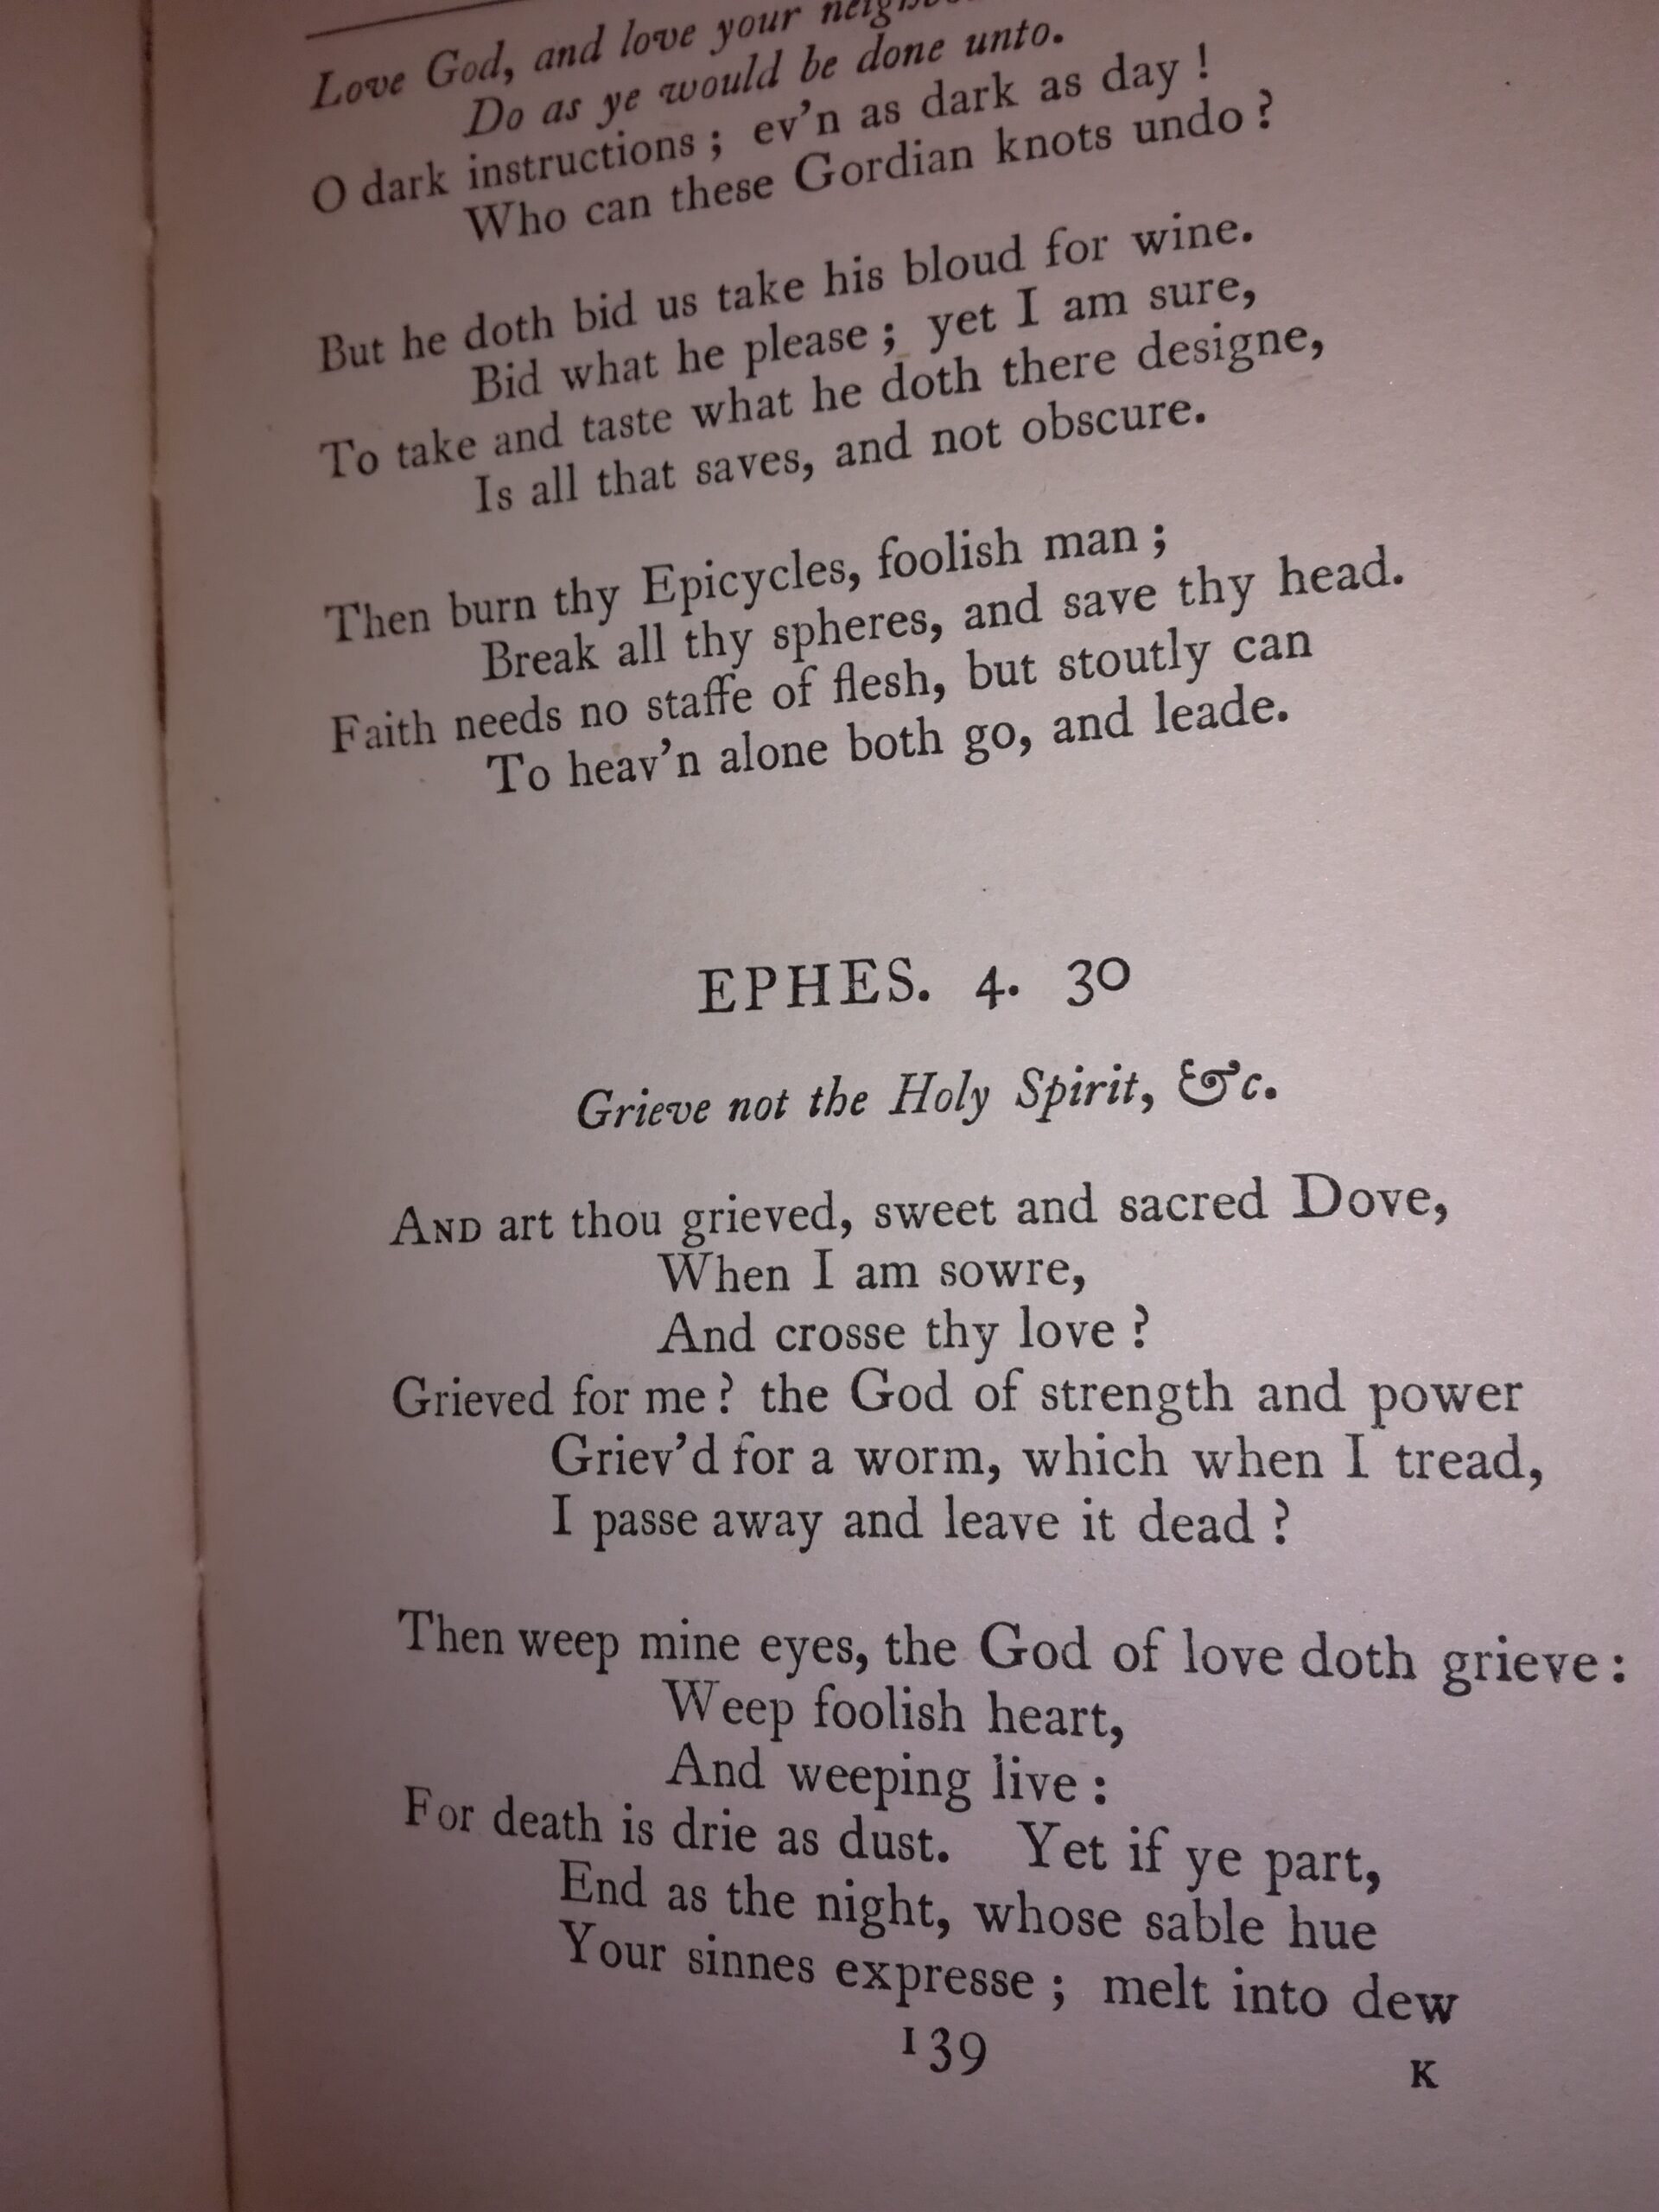 Love God, and love your
Do as ye would be done unto.
O dark instructions ; ev'n as dark as day !
Who can these Gordian knots undo ?
But he doth bid us take his bloud for wine.
Bid what he please ; yet I am sure,
To take and taste what he doth there designe,
Is all that saves, and not obscure.
Then burn thy Epicycles, foolish man ;
Break all thy spheres, and save thy head.
Faith needs no staffe of flesh, but stoutly can
To heav'n alone both go, and leade.
EPHES. 4. 30
Grieve not the Holy Spirit, &c.
AND art thou grieved, sweet and sacred Dove,
When I am sowre,
And crosse thy love ?
Grieved for me ? the God of strength and power
Griev'd for a worm, which when I tread,
I passe away and leave it dead ?
Then weep mine eyes, the God of love doth grieve :
Weep foolish heart,
And weeping live :
For death is drie as dust. Yet if ye part,
End as the night, whose sable hue
Your sinnes expresse ; melt into dew
139
K